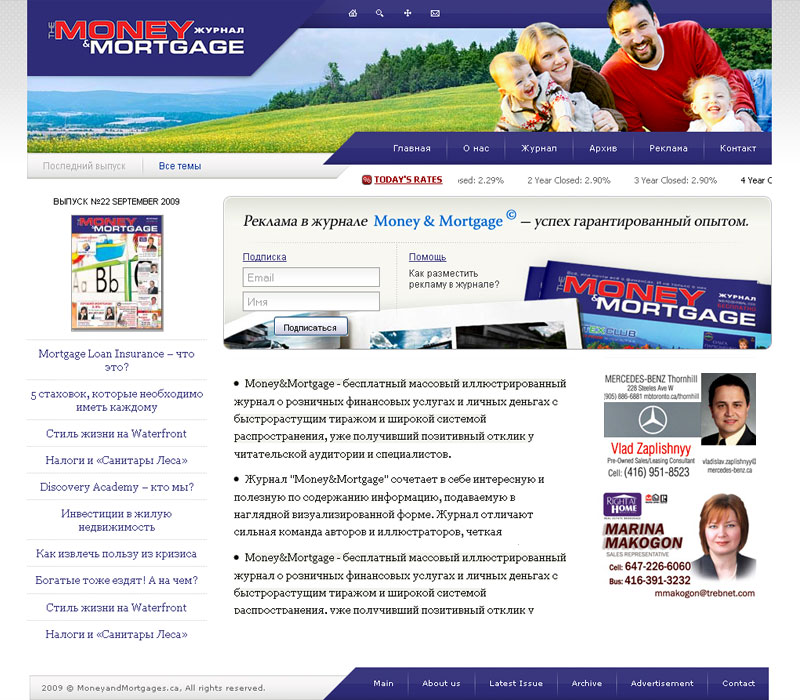 THE MONEY ЖУРНАЛ
&MORTGAGE
Главная
О нас
Журнал
Архив
Реклама
Контакт
Последний выпуск
Все темы
% TODAY'S RATES
osed: 2.29%
2 Year Closed: 2.90%
3 Year Closed: 2.90%
4 Year C
ВЫПУСК №22 SEPTEMBER 2009
MONEY
MORTGAGE
Mortgage Loan Insurance – что
это?
5 стаховок, которые необходимо
иметь каждому
Стиль жизни на Waterfront
Налоги и «Санитары Леса»
Discovery Academy – кто мы?
Инвестиции в жилую
недвижимость
Как извлечь пользу из кризиса
Богатые тоже ездят! А на чем?
Стиль жизни на Waterfront
Налоги и «Санитары Леса»
Реклама в журнале Money & Mortgage© – успех гарантированный опытом.
Подписка
Email
Имя
Подписаться
Помощь
Как разместить
рекламу в журнале?
THE MONEY ЖУРНАЛ
&MORTGAGE
• Money&Mortgage - бесплатный массовый иллюстрированный
журнал о розничных финансовых услугах и личных деньгах с
быстрорастущим тиражом и широкой системой
распространения, уже получивший позитивный отклик у
читательской аудитории и специалистов.
• Журнал "Money&Mortgage" сочетает в себе интересную и
полезную по содержанию информацию, подаваемую в
наглядной визуализированной форме. Журнал отличают
сильная команда авторов и иллюстраторов, четкая
• Money&Mortgage - бесплатный массовый иллюстрированный
журнал о розничных финансовых услугах и личных деньгах с
быстрорастущим тиражом и широкой системой
распространения, уже получивший позитивный отклик у
MERCEDES-BENZ Thornhill
228 Steeles Ave W
(905) 886-6881 mbtoronto.ca/thornhill
Mercedes-Benz
Vlad Zaplishnyy
Pre-Owned Sales/Leasing Consultant
Cell: (416) 951-8523
vladislav.zaplishnyy@
mercedes-benz.ca
RIGHT AT
HOME
MARINA
MAKOGON
SALES REPRESENTATIVE
Cell: 647-226-6060
Bus: 416-391-3232
mmakogon@trebnet.com
2009 © MoneyandMortgages.ca, All rights reserved.
Main
About us
Latest Issue
Archive
Advertisement
Contact